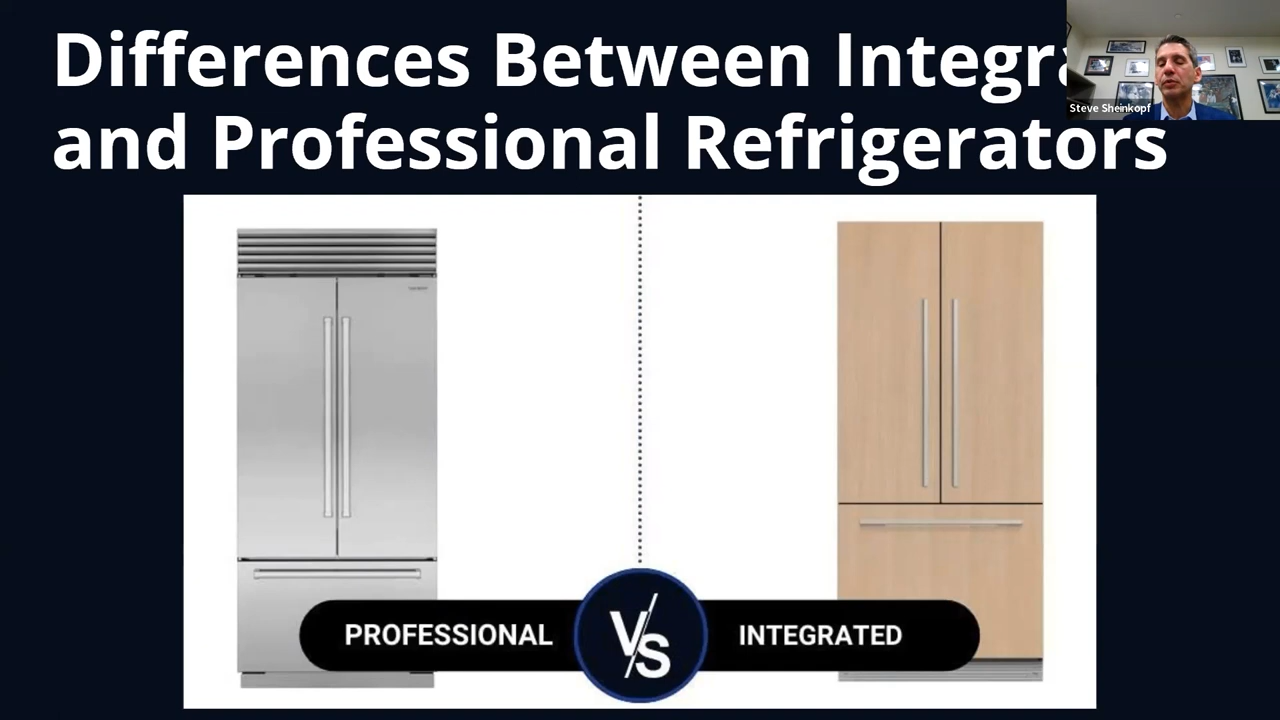 Differences Between Integra
and Professional Refrigerators
Steve Sheinkopf
PROFESSIONAL
VS
INTEGRATED